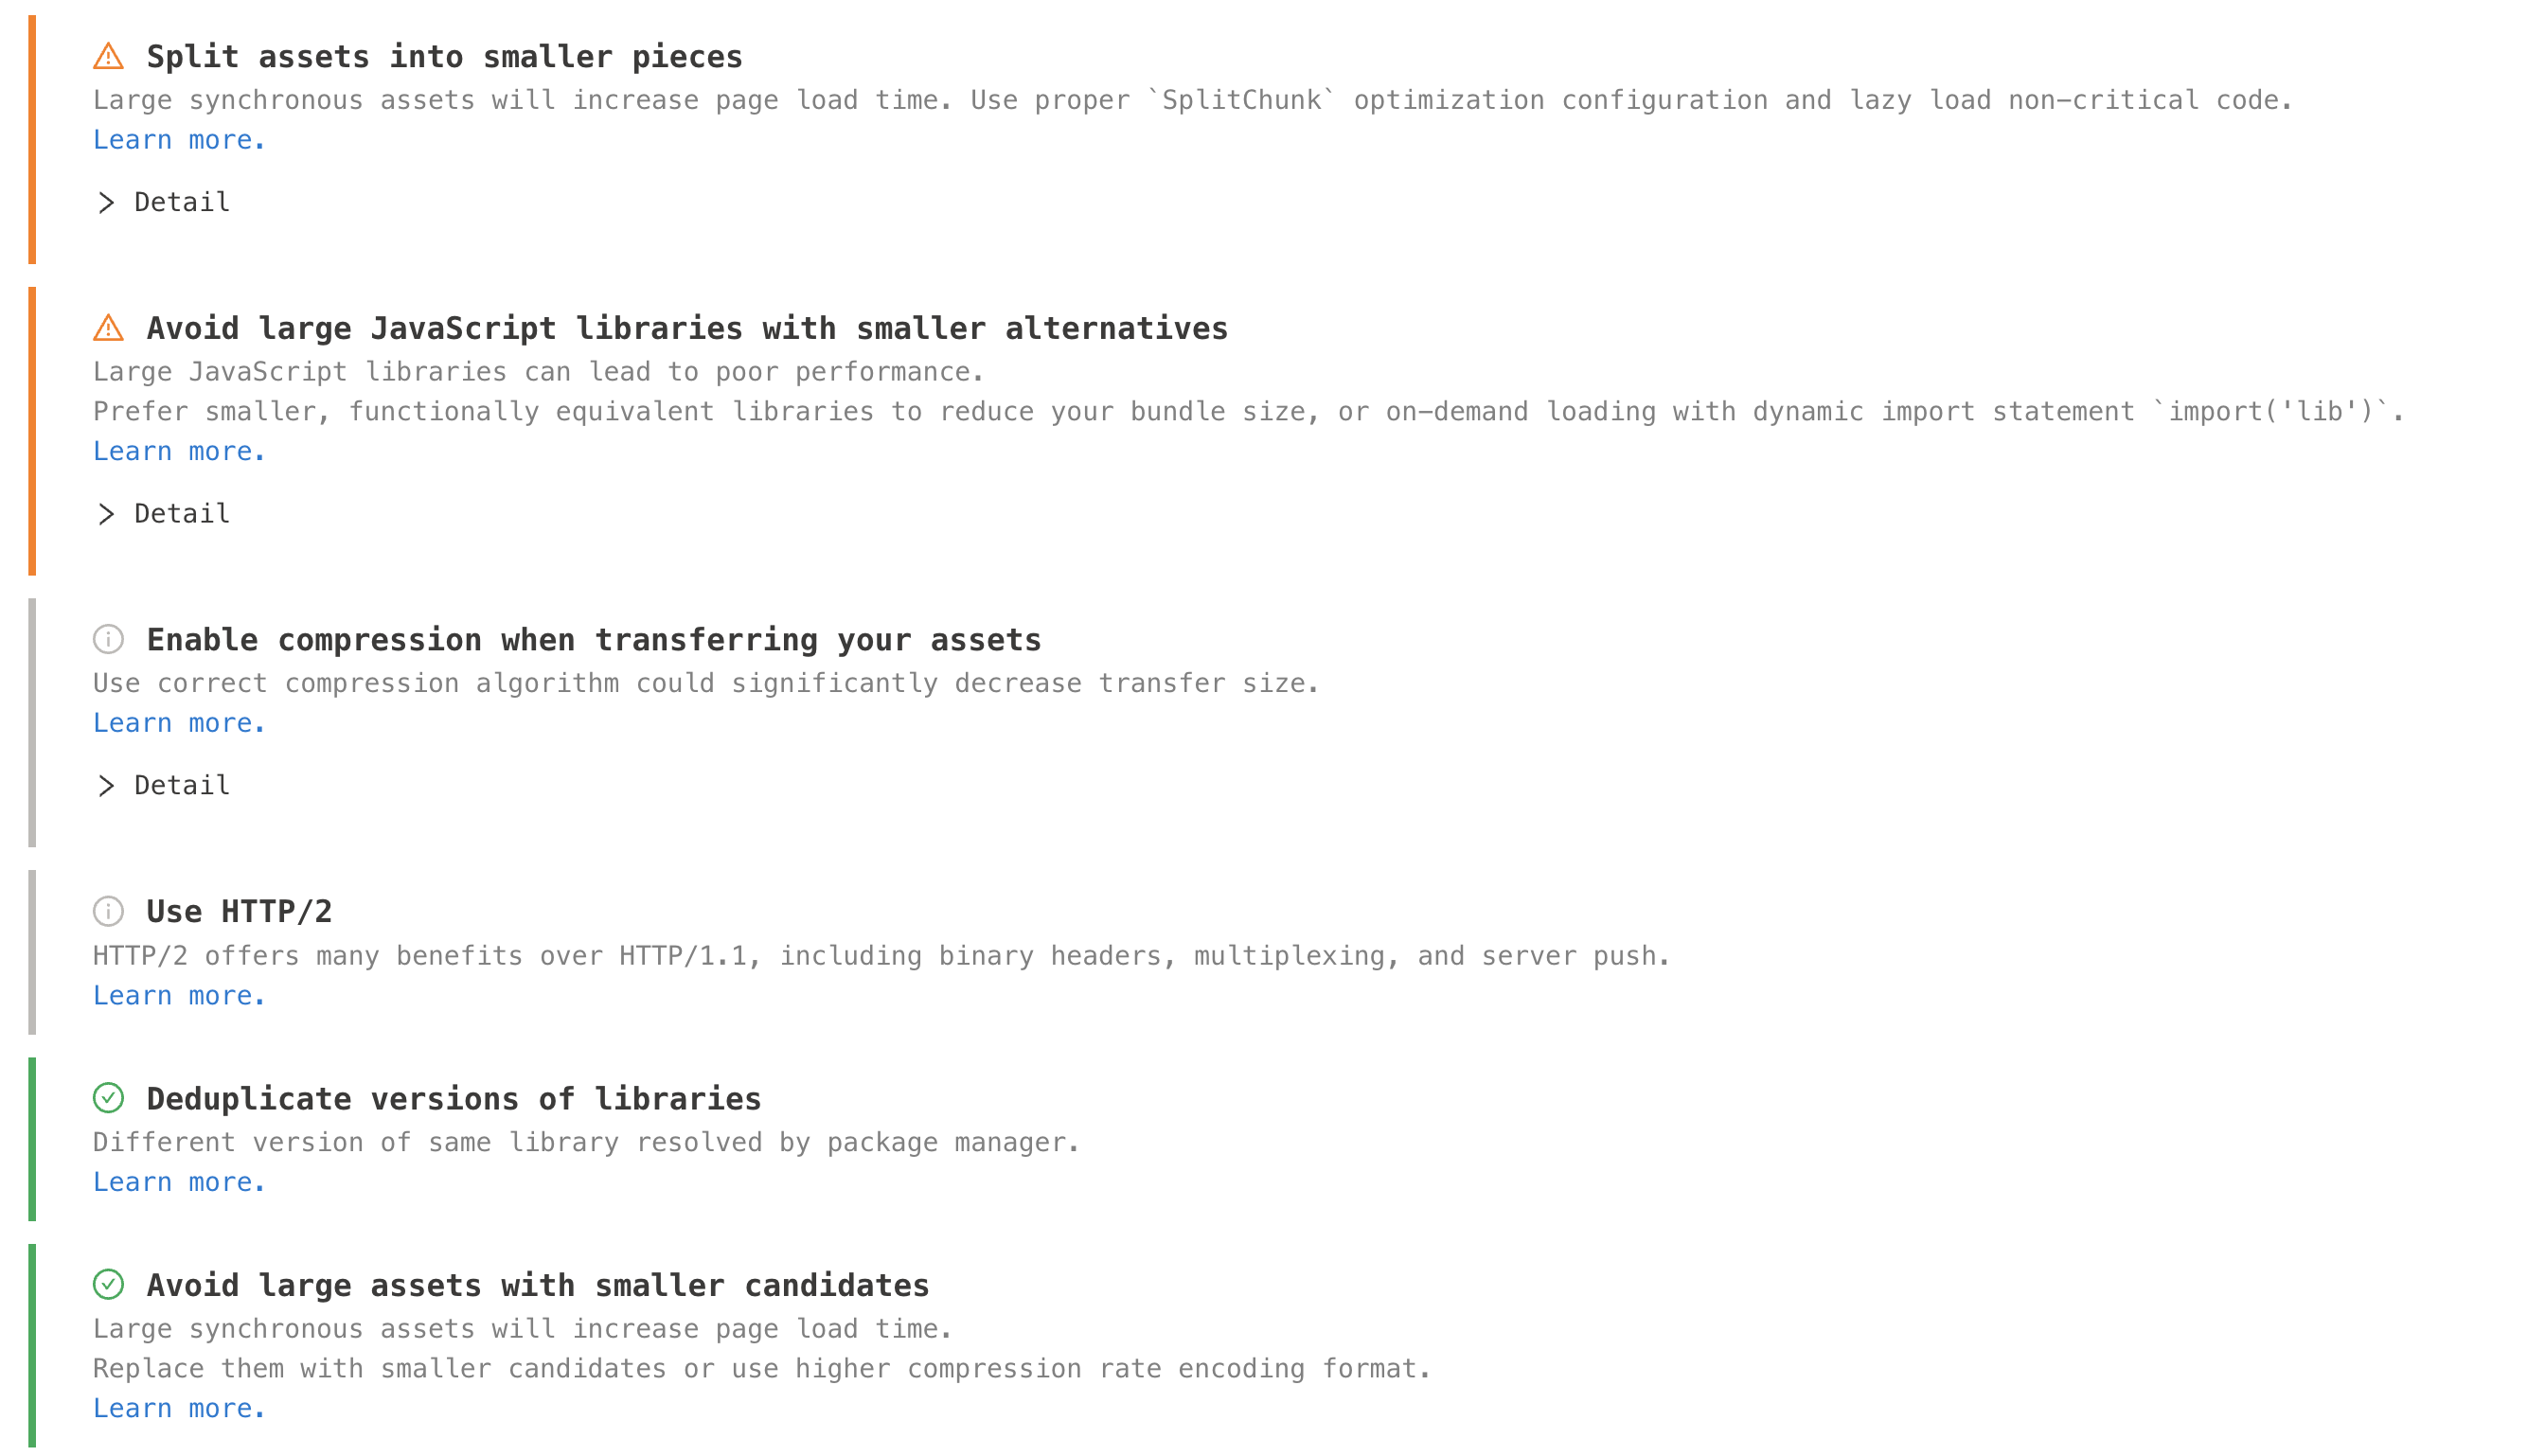 Split assets into smaller pieces
Large synchronous assets will increase page load time. Use proper `SplitChunk` optimization configuration and lazy load non-critical code.
Learn more.
Detail
Avoid large JavaScript libraries with smaller alternatives
Large JavaScript libraries can lead to poor performance.
Prefer smaller, functionally equivalent libraries to reduce your bundle size, or on-demand loading with dynamic import statement `import('lib')`.
Learn more.
Detail
Enable compression when transferring your assets
Use correct compression algorithm could significantly decrease transfer size.
Learn more.
Detail
Use HTTP/2
HTTP/2 offers many benefits over HTTP/1.1, including binary headers, multiplexing, and server push.
Learn more.
Deduplicate versions of libraries
Different version of same library resolved by package manager.
Learn more.
Avoid large assets with smaller candidates
Large synchronous assets will increase page load time.
Replace them with smaller candidates or use higher compression rate encoding format.
Learn more.